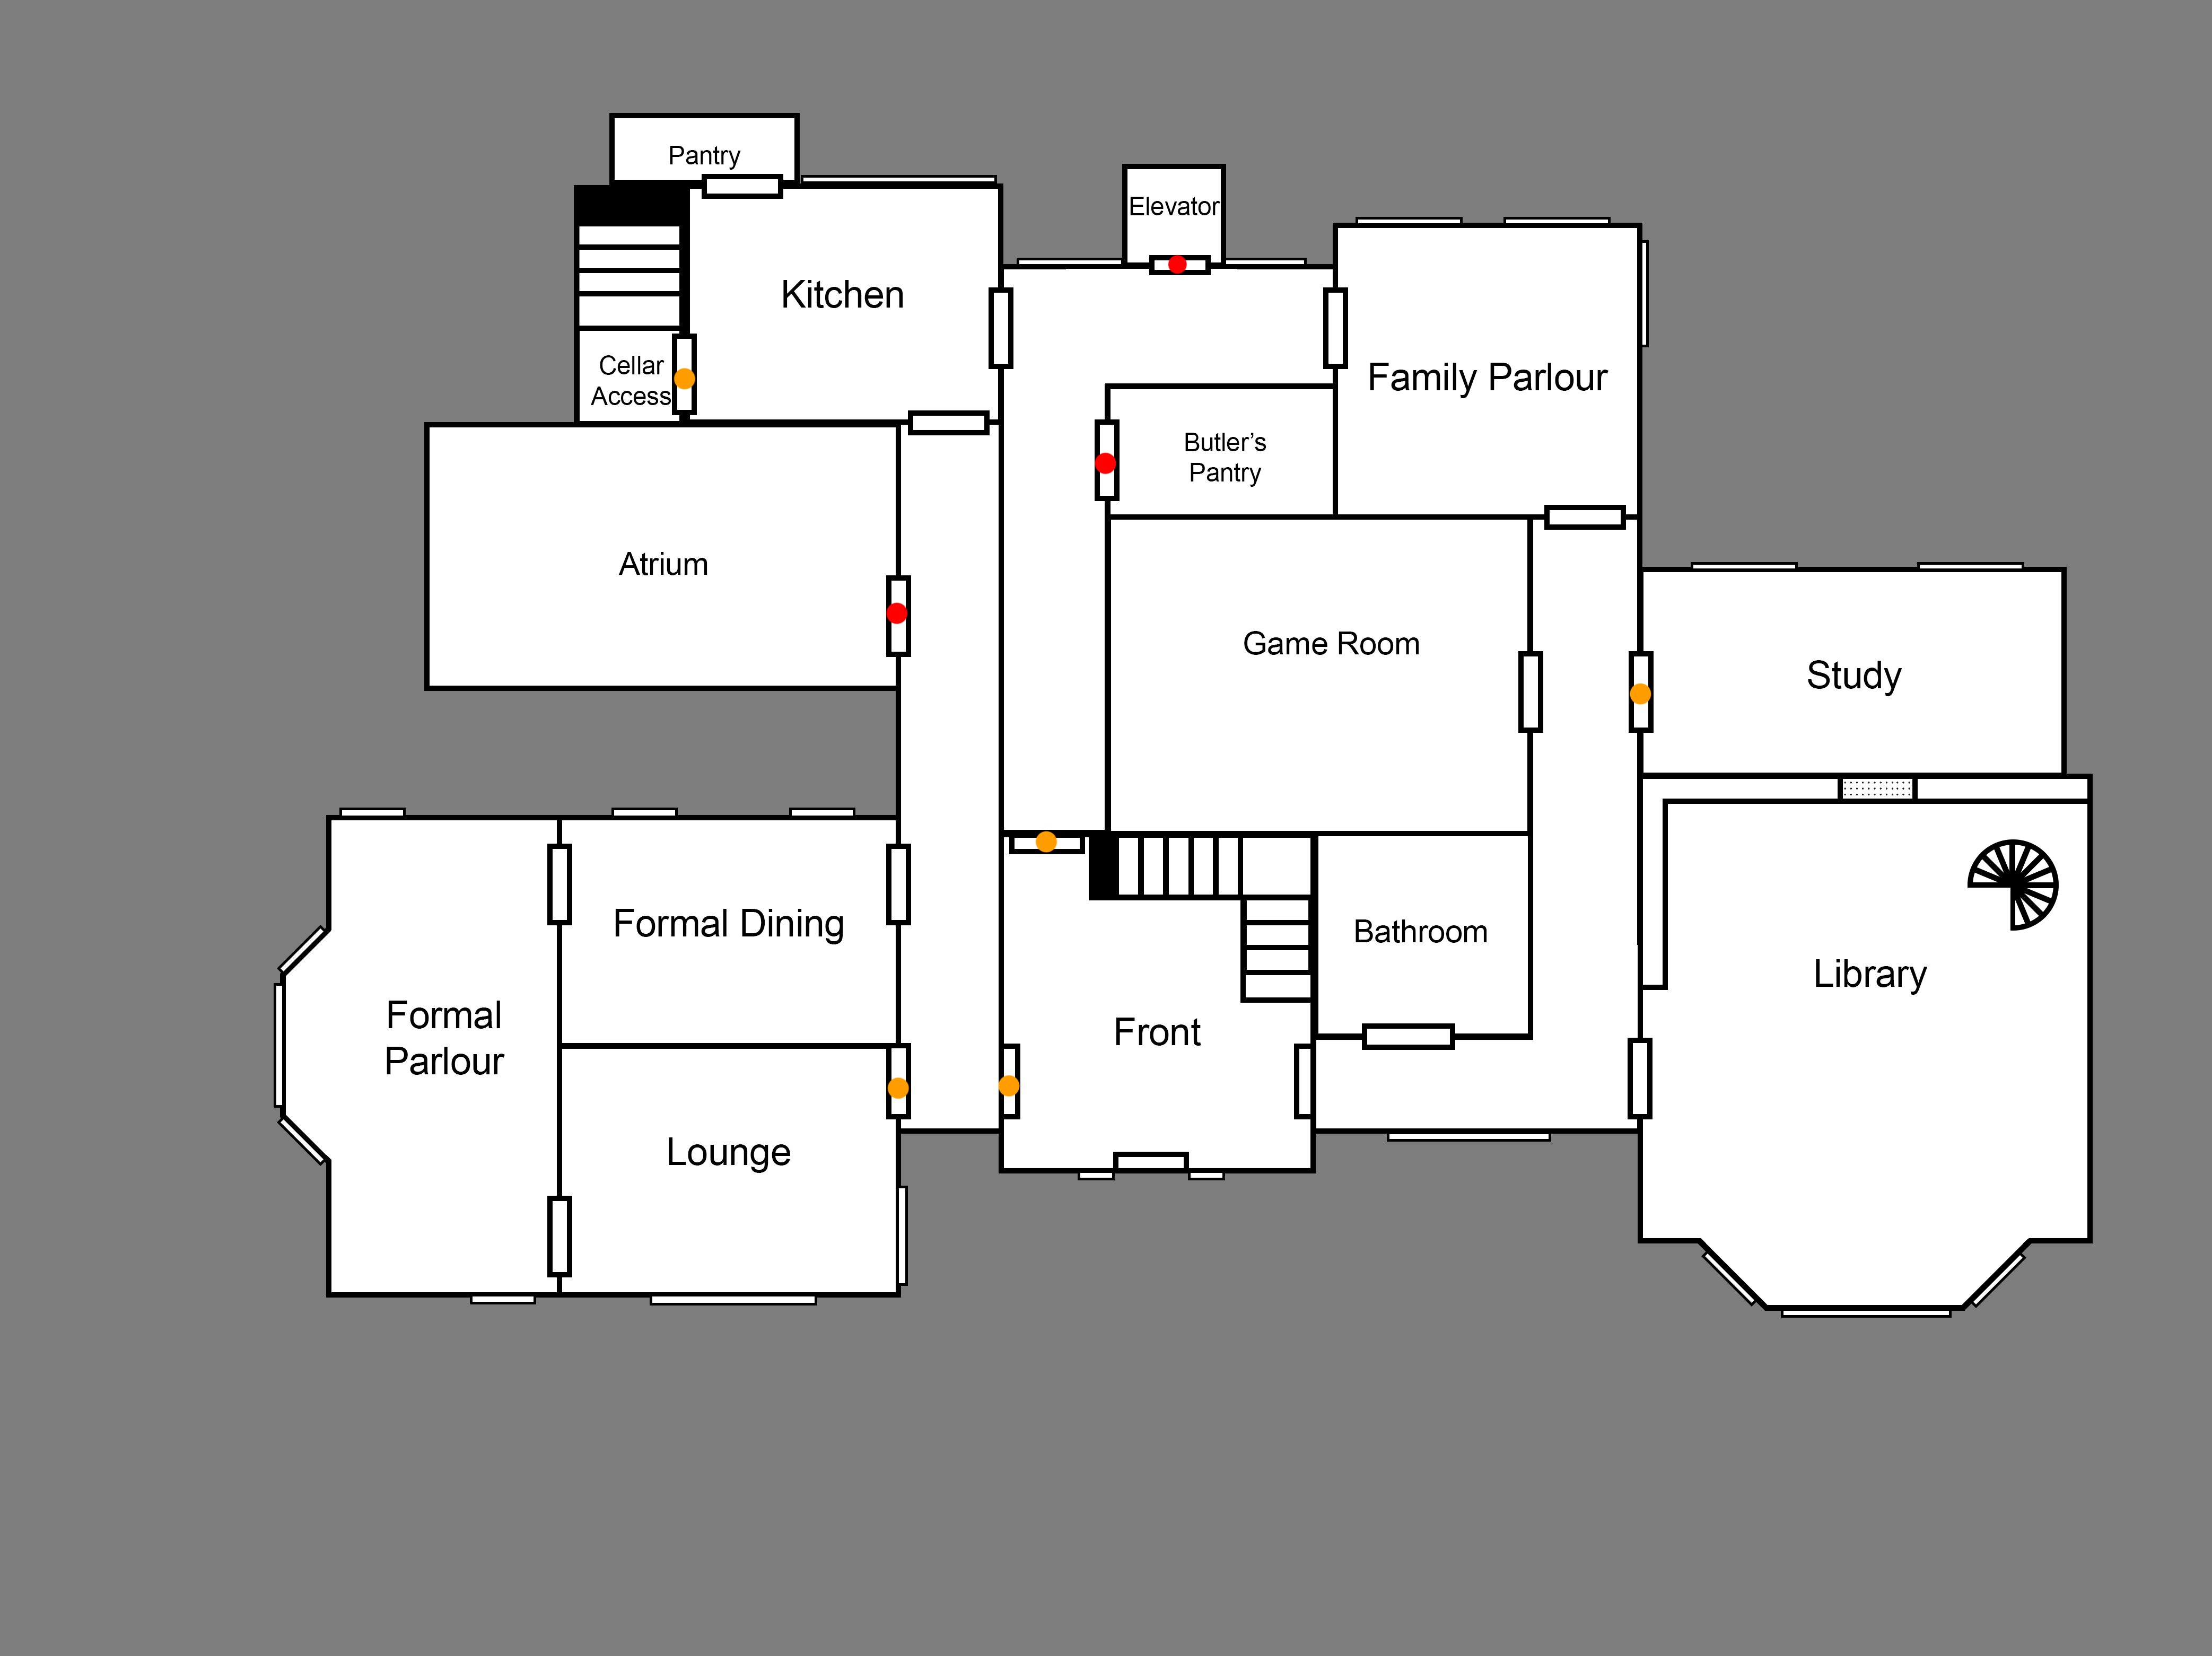 Pantry
Elevator
Kitchen
Cellar
Access
Family Parlour
Butler's
Pantry
Atrium
Game Room
Study
Formal Dining
Bathroom
Library
Formal
Parlour
Front
Lounge